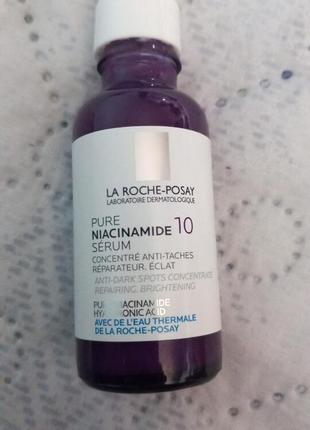 LA ROCHE-POSAY
LABORATOIRE DERMATOLOGIQUE
PURE
NIACINAMIDE 10
SÉRUM
CONCENTRÉ ANTI-TACHES
RÉPARATEUR, ÉCLAT
ANTI-DARK SPOTS CONCENTRATE
REPAIRING, BRIGHTENING
PURE NIACINAMIDE
HYALURONIC ACID
AVEC DE L'EAU THERMALE
DE LA ROCHE-POSAY